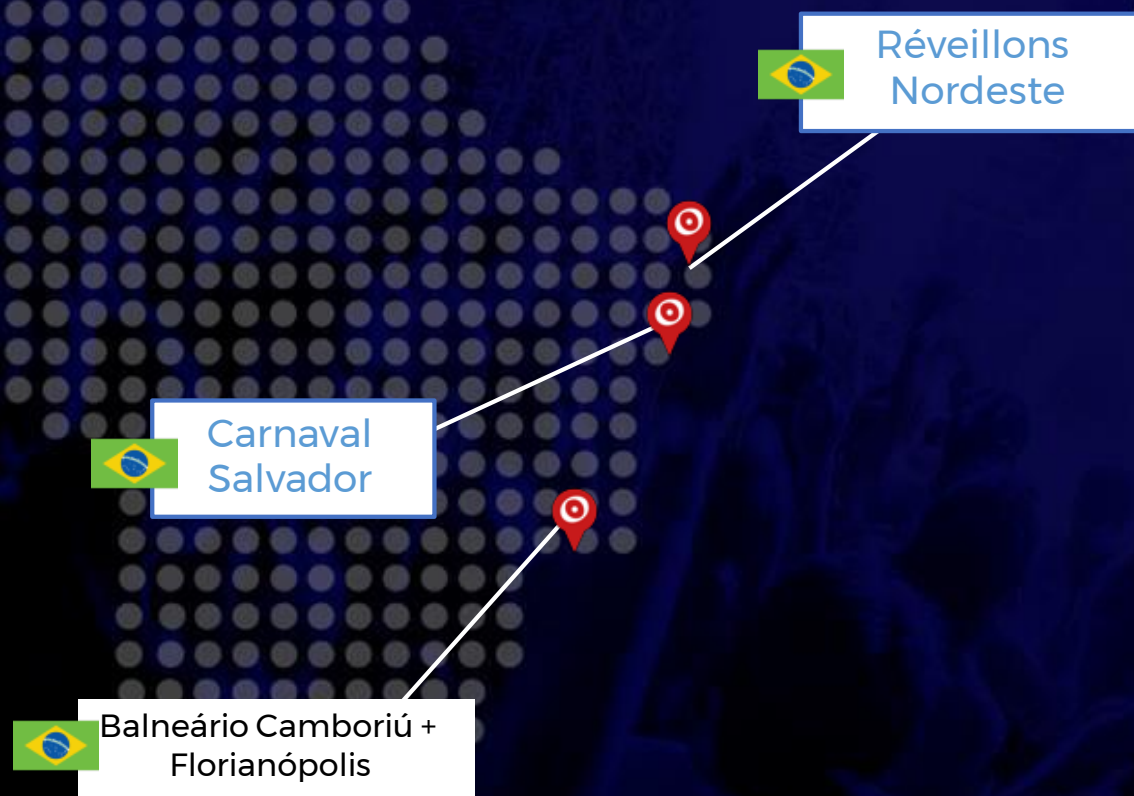 Réveillons
Nordeste
Carnaval
Salvador
Balneário Camboriú +
Florianópolis